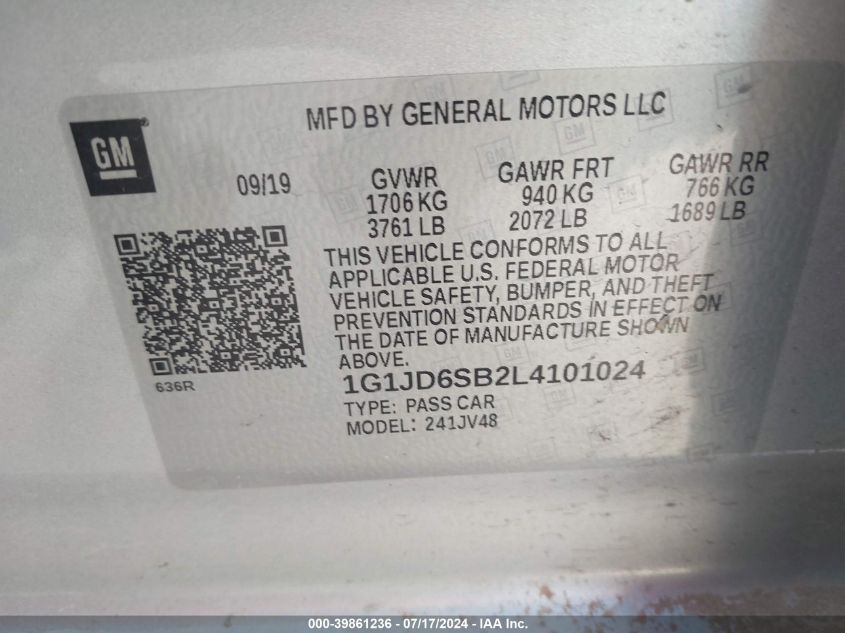 MFD BY GENERAL MOTORS LLC
GM
09/19
GVWR
1706 KG
3761 LB
GAWR FRT
940 KG
2072 LB
GAWR RR
766 KG
1689 LB
THIS VEHICLE CONFORMS TO ALL
APPLICABLE U.S. FEDERAL MOTOR
VEHICLE SAFETY, BUMPER, AND THEFT
PREVENTION STANDARDS IN EFFECT ON
THE DATE OF MANUFACTURE SHOWN
ABOVE.
636R
1G1JD6SB2L4101024
TYPE: PASS CAR
MODEL: 241JV48
000-39861236 - 07/17/2024 - IAA Inc.